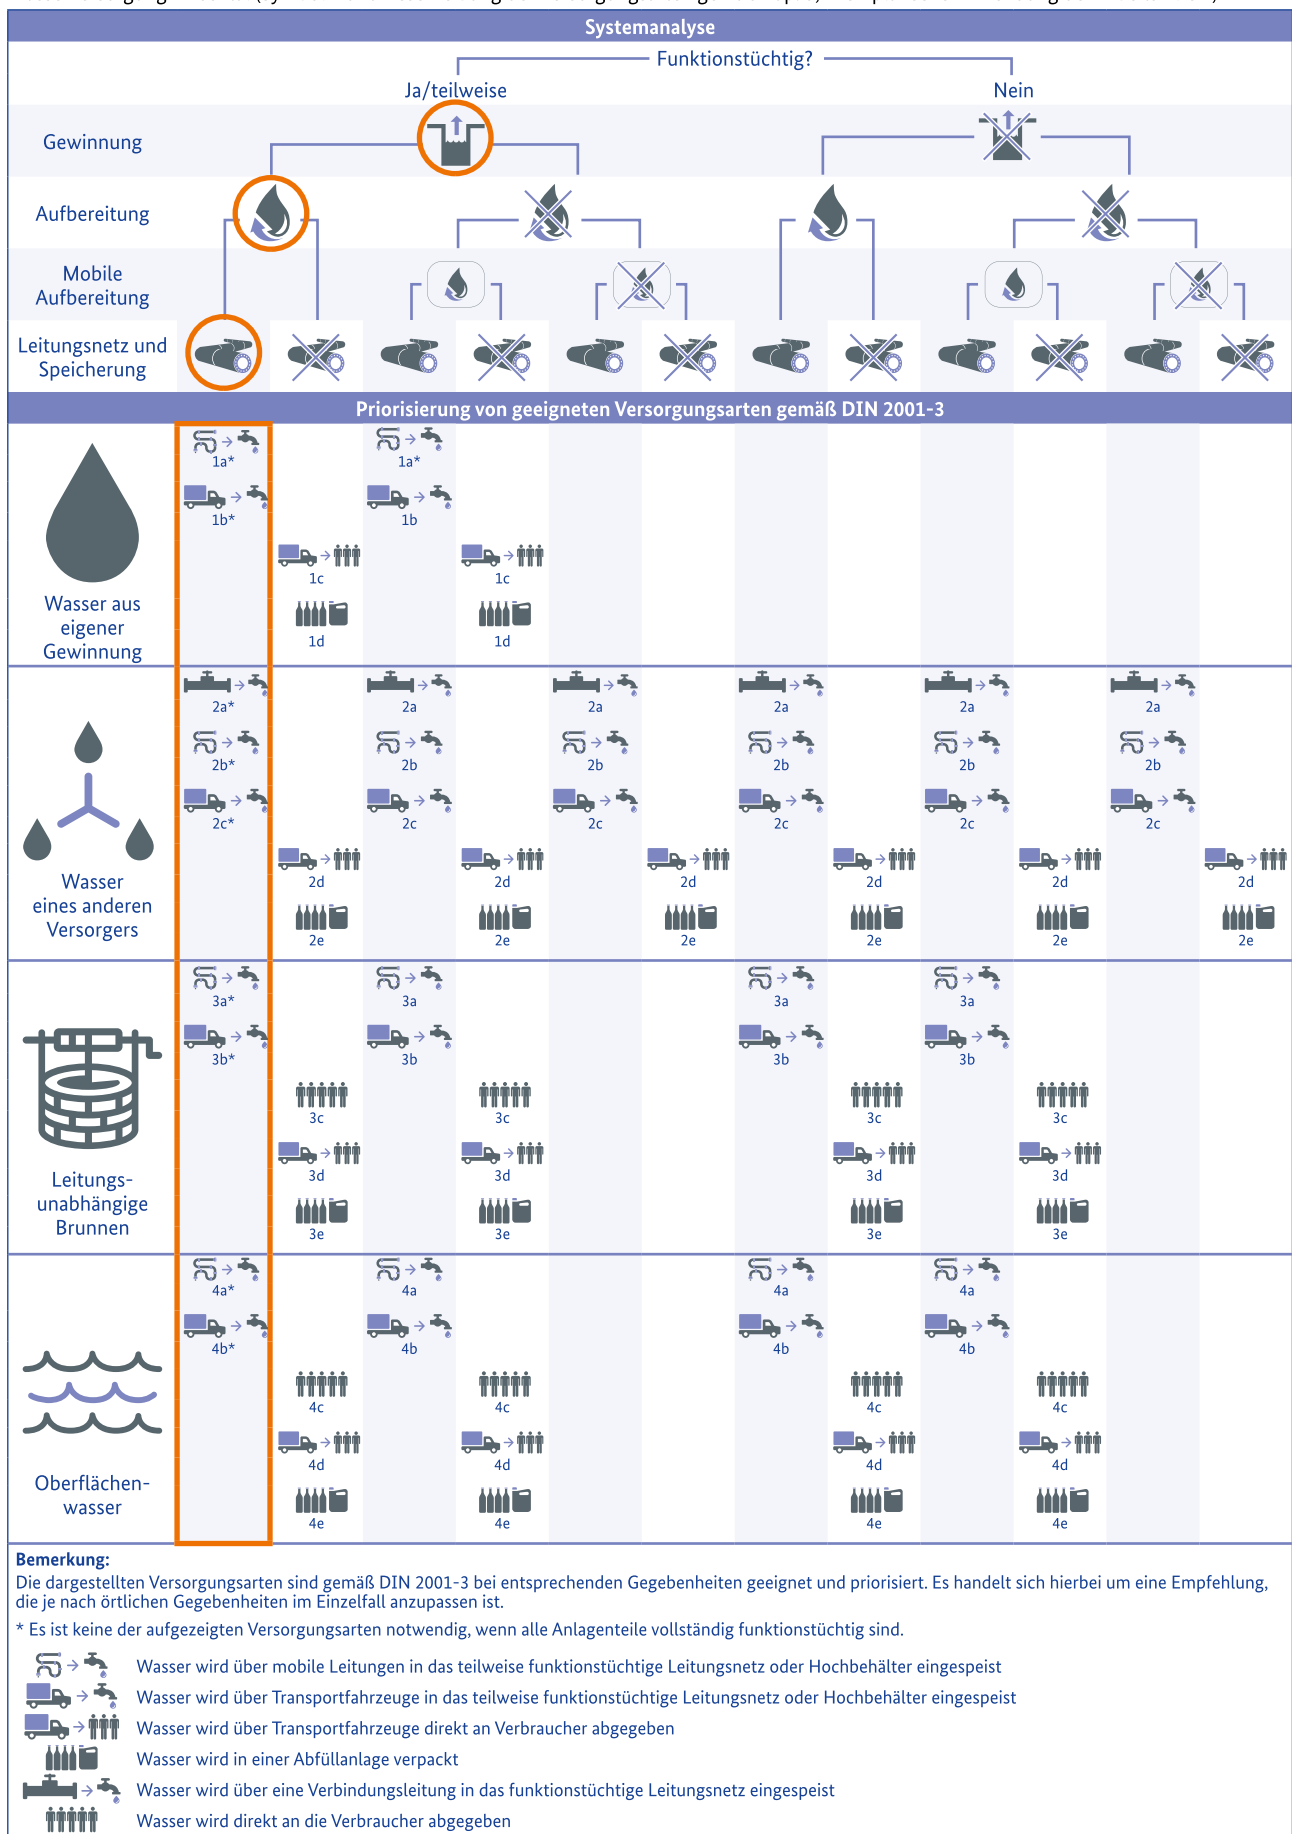 Systemanalyse
Funktionstüchtig?
Ja/teilweise
Nein
Gewinnung
Aufbereitung
Mobile
Aufbereitung
Leitungsnetz und
Speicherung
Priorisierung von geeigneten Versorgungsarten gemäß DIN 2001-3
1a* 1a*
1b* 1b
1c 1c
1d 1d
Wasser aus
eigener
Gewinnung
2a* 2a 2a 2a 2a 2a
2b* 2b 2b 2b 2b 2b
2c* 2c 2c 2c 2c 2c
2d 2d 2d 2d 2d 2d
2e 2e 2e 2e 2e 2e
Wasser
eines anderen
Versorgers
3a* 3a 3a 3a
3b* 3b 3b 3b
3c 3c 3c 3c
3d 3d 3d 3d
3e 3e 3e 3e
Leitungs-
unabhängige
Brunnen
4a* 4a 4a 4a
4b* 4b 4b 4b
4c 4c 4c 4c
4d 4d 4d 4d
4e 4e 4e 4e
Oberflächen-
wasser
Bemerkung:
Die dargestellten Versorgungsarten sind gemäß DIN 2001-3 bei entsprechenden Gegebenheiten geeignet und priorisiert. Es handelt sich hierbei um eine Empfehlung,
die je nach örtlichen Gegebenheiten im Einzelfall anzupassen ist.
* Es ist keine der aufgezeigten Versorgungsarten notwendig, wenn alle Anlagenteile vollständig funktionstüchtig sind.
Wasser wird über mobile Leitungen in das teilweise funktionstüchtige Leitungsnetz oder Hochbehälter eingespeist
Wasser wird über Transportfahrzeuge in das teilweise funktionstüchtige Leitungsnetz oder Hochbehälter eingespeist
Wasser wird über Transportfahrzeuge direkt an Verbraucher abgegeben
Wasser wird in einer Abfüllanlage verpackt
Wasser wird über eine Verbindungsleitung in das funktionstüchtige Leitungsnetz eingespeist
Wasser wird direkt an die Verbraucher abgegeben